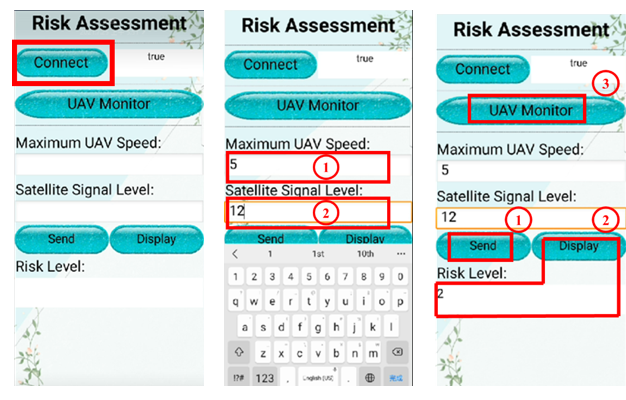 Risk Assessment
Connect
true
UAV Monitor
Maximum UAV Speed:
Satellite Signal Level:
Send
Display
Risk Level:
Risk Assessment
Connect
true
UAV Monitor
Maximum UAV Speed:
5
1
Satellite Signal Level:
12
2
Send
Display
1 1st 10th
1 2 3 4 5 6 7 8 9 0
q w e r t y u i o p
a s d f g h j k l
z x c v b n m
!?# 123 , English (US) . 完成
Risk Assessment
Connect
true
3
UAV Monitor
Maximum UAV Speed:
5
Satellite Signal Level:
12
1
2
Send
Display
Risk Level:
2